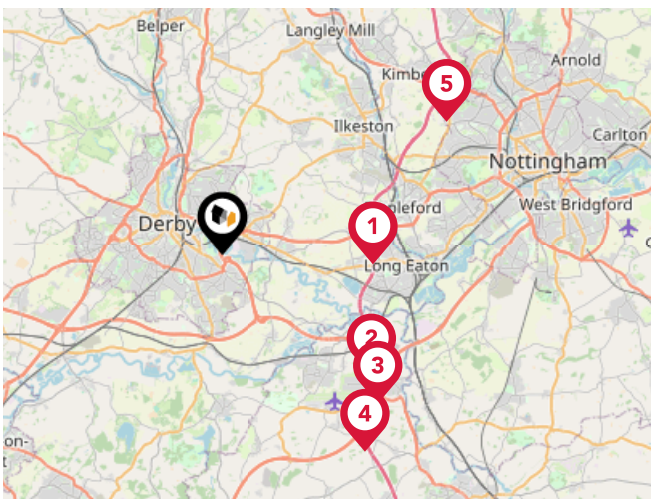 Belper
Langley Mill
Arnold
Kimbe
5
Ilkeston
Carlton
Nottingham
West Bridgford
Derby
1
pleford
Long Eaton
2
3
4
on-
t